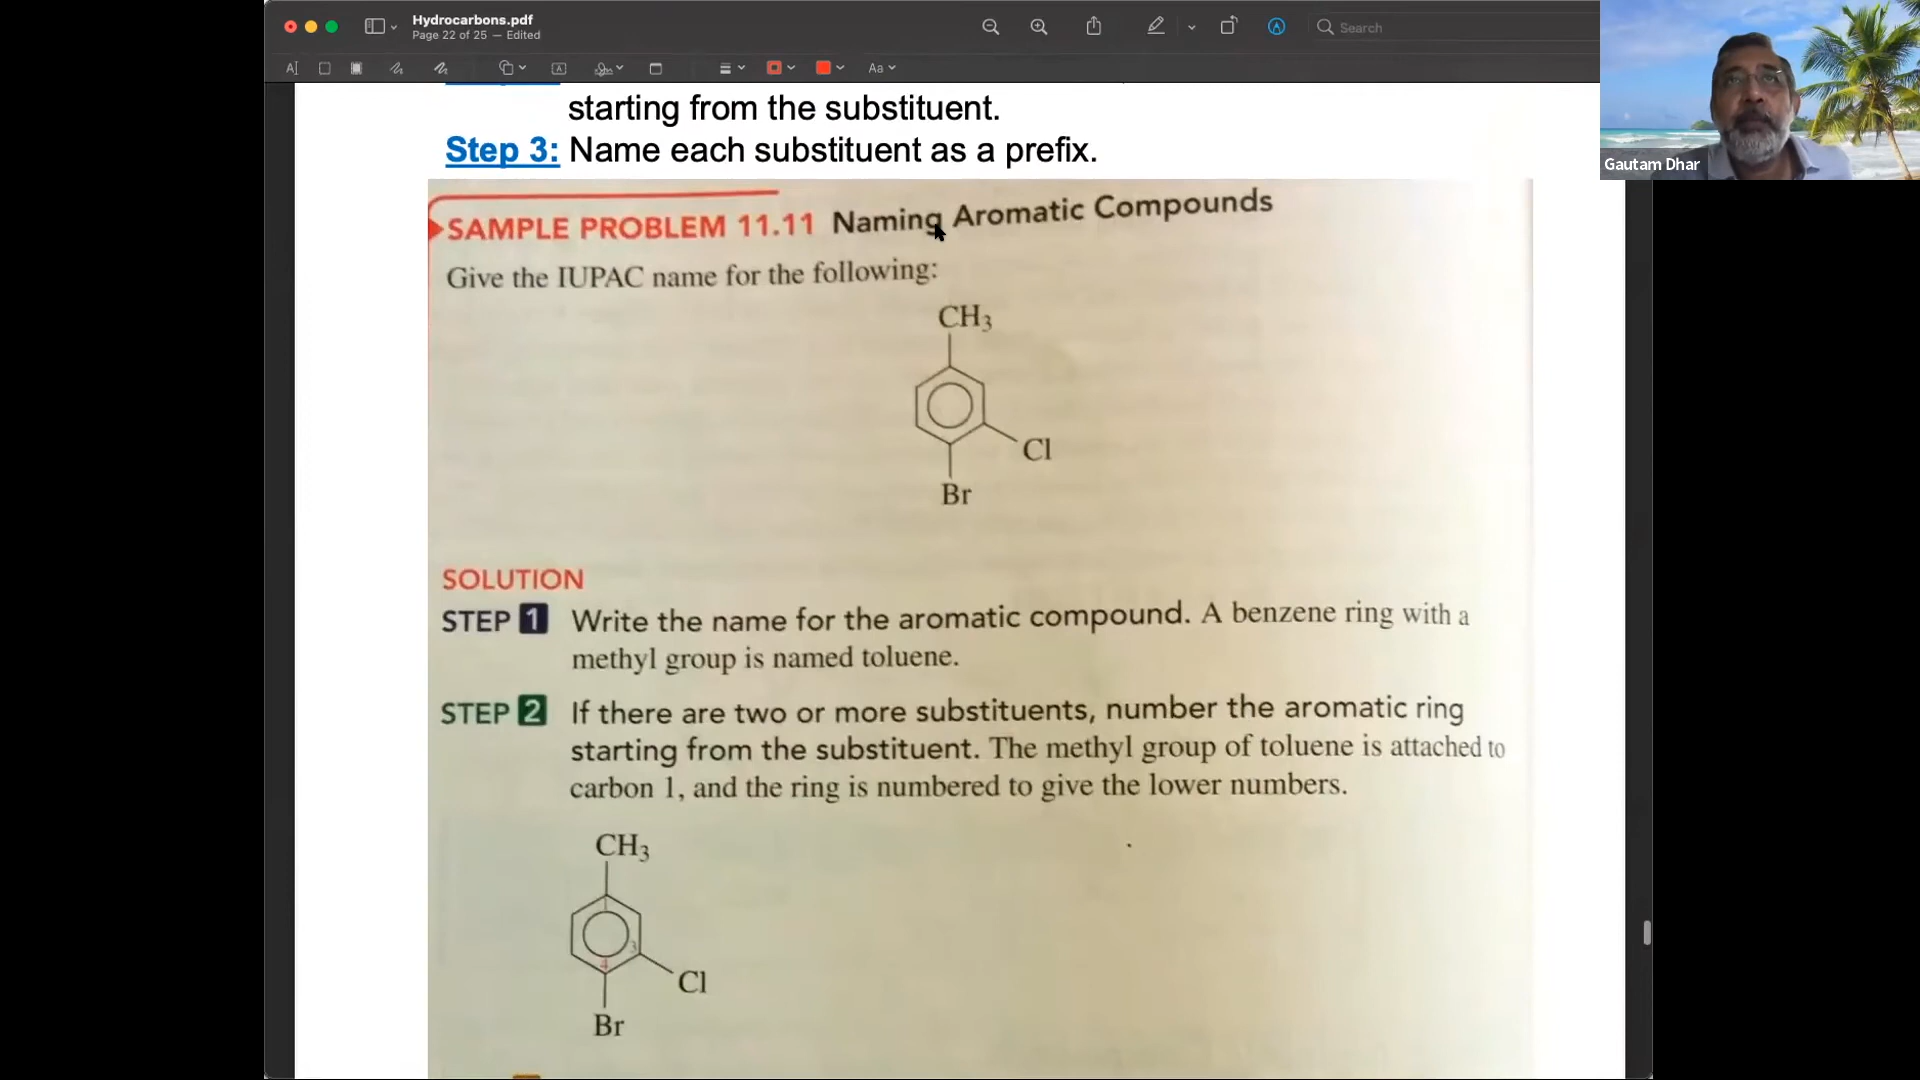 Hydrocarbons.pdf
Page 22 of 25 — Edited
Search
Aa
Gautam Dhar
starting from the substituent.
Step 3: Name each substituent as a prefix.
SAMPLE PROBLEM 11.11 Naming Aromatic Compounds
Give the IUPAC name for the following:
CH₃
Cl
Br
SOLUTION
STEP 1 Write the name for the aromatic compound. A benzene ring with a
methyl group is named toluene.
STEP 2 If there are two or more substituents, number the aromatic ring
starting from the substituent. The methyl group of toluene is attached to
carbon 1, and the ring is numbered to give the lower numbers.
CH₃
1
3
4
Cl
Br